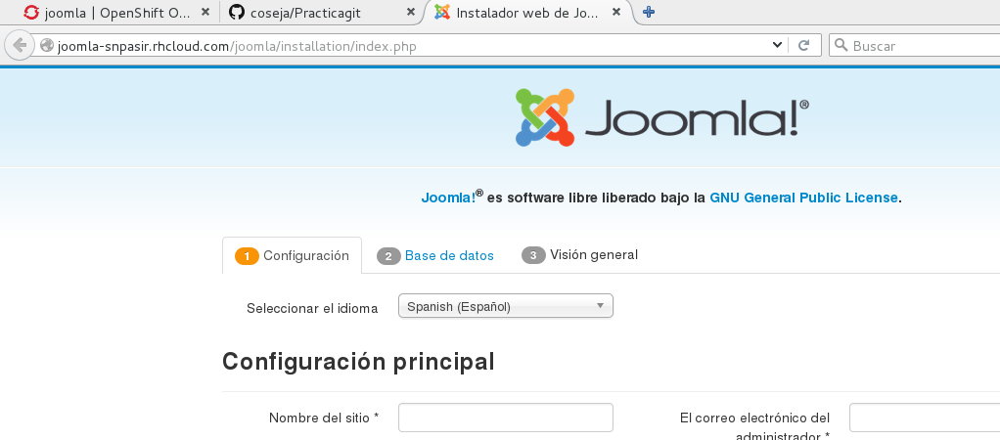 joomla | OpenShift O... × coseja/Practicagit × Instalador web de Jo... ×
joomla-snpasir.rhcloud.com/joomla/installation/index.php Buscar
Joomla!®
Joomla!® es software libre liberado bajo la GNU General Public License.
1 Configuración 2 Base de datos 3 Visión general
Seleccionar el idioma Spanish (Español)
Configuración principal
Nombre del sitio * El correo electrónico del
administrador *